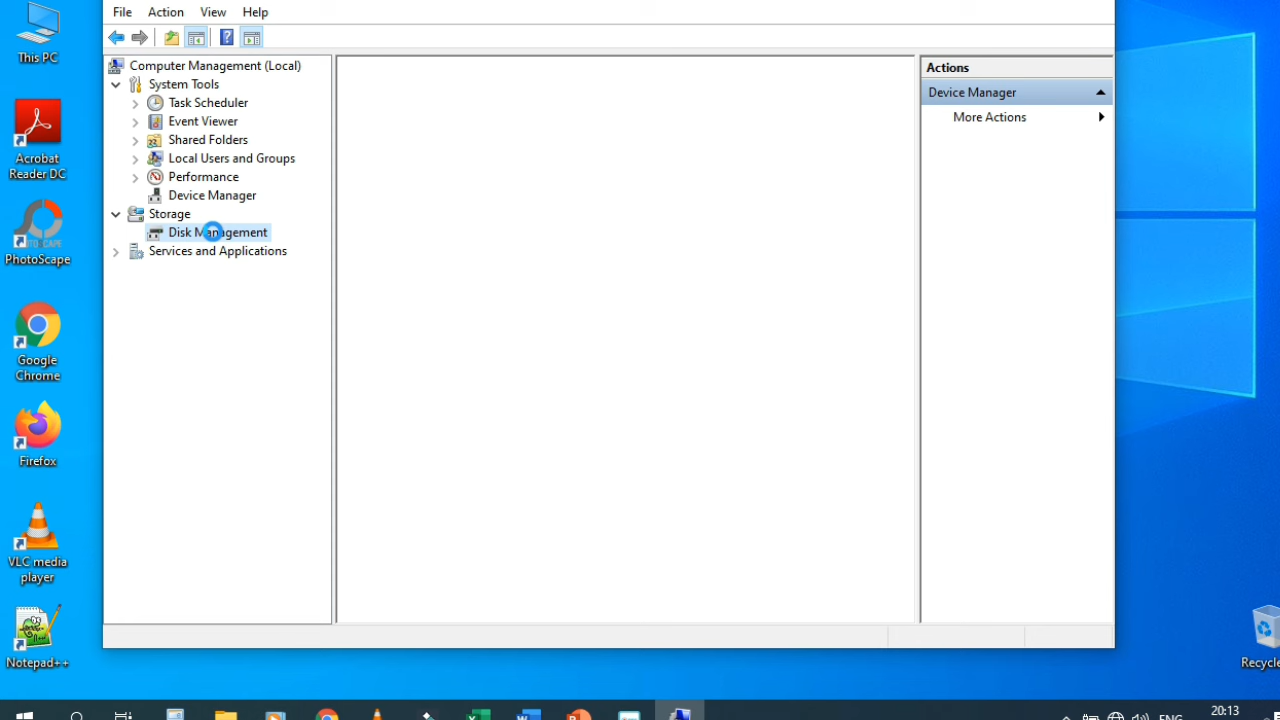 File Action View Help
This PC
Acrobat
Reader DC
PhotoScape
Google
Chrome
Firefox
VLC media
player
Notepad++
Computer Management (Local)
System Tools
Task Scheduler
Event Viewer
Shared Folders
Local Users and Groups
Performance
Device Manager
Storage
Disk Management
Services and Applications
Actions
Device Manager
More Actions
Recycle
20:13
ENG